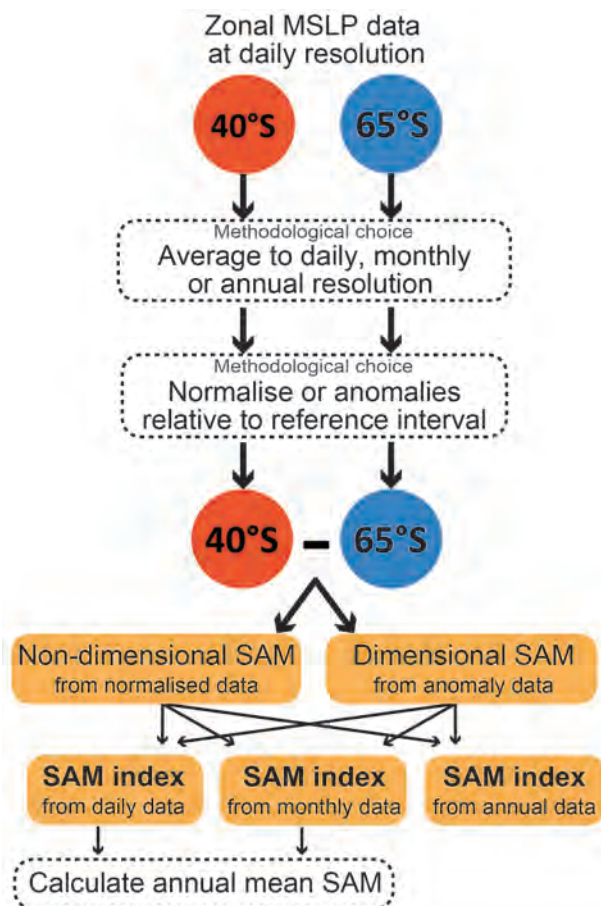 Zonal MSLP data
at daily resolution
40°S
65°S
Methodological choice
Average to daily, monthly
or annual resolution
Methodological choice
Normalise or anomalies
relative to reference interval
40°S – 65°S
Non-dimensional SAM
from normalised data
Dimensional SAM
from anomaly data
SAM index
from daily data
SAM index
from monthly data
SAM index
from annual data
Calculate annual mean SAM